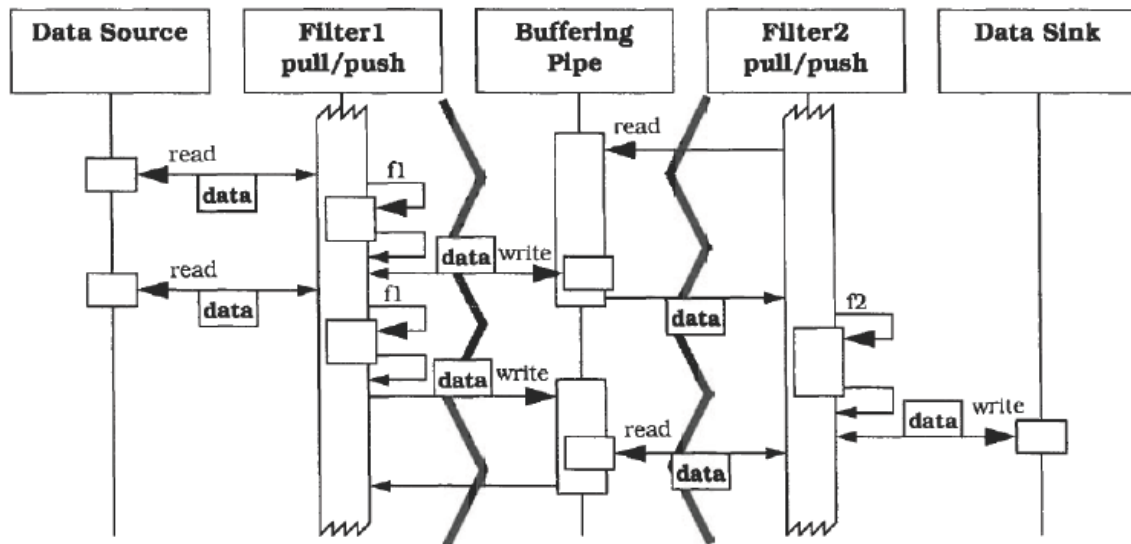 Data Source
Filter1
pull/push
Buffering
Pipe
Filter2
pull/push
Data Sink
read
read
data
f1
data write
read
data
f1
data
f2
data write
data write
read
data